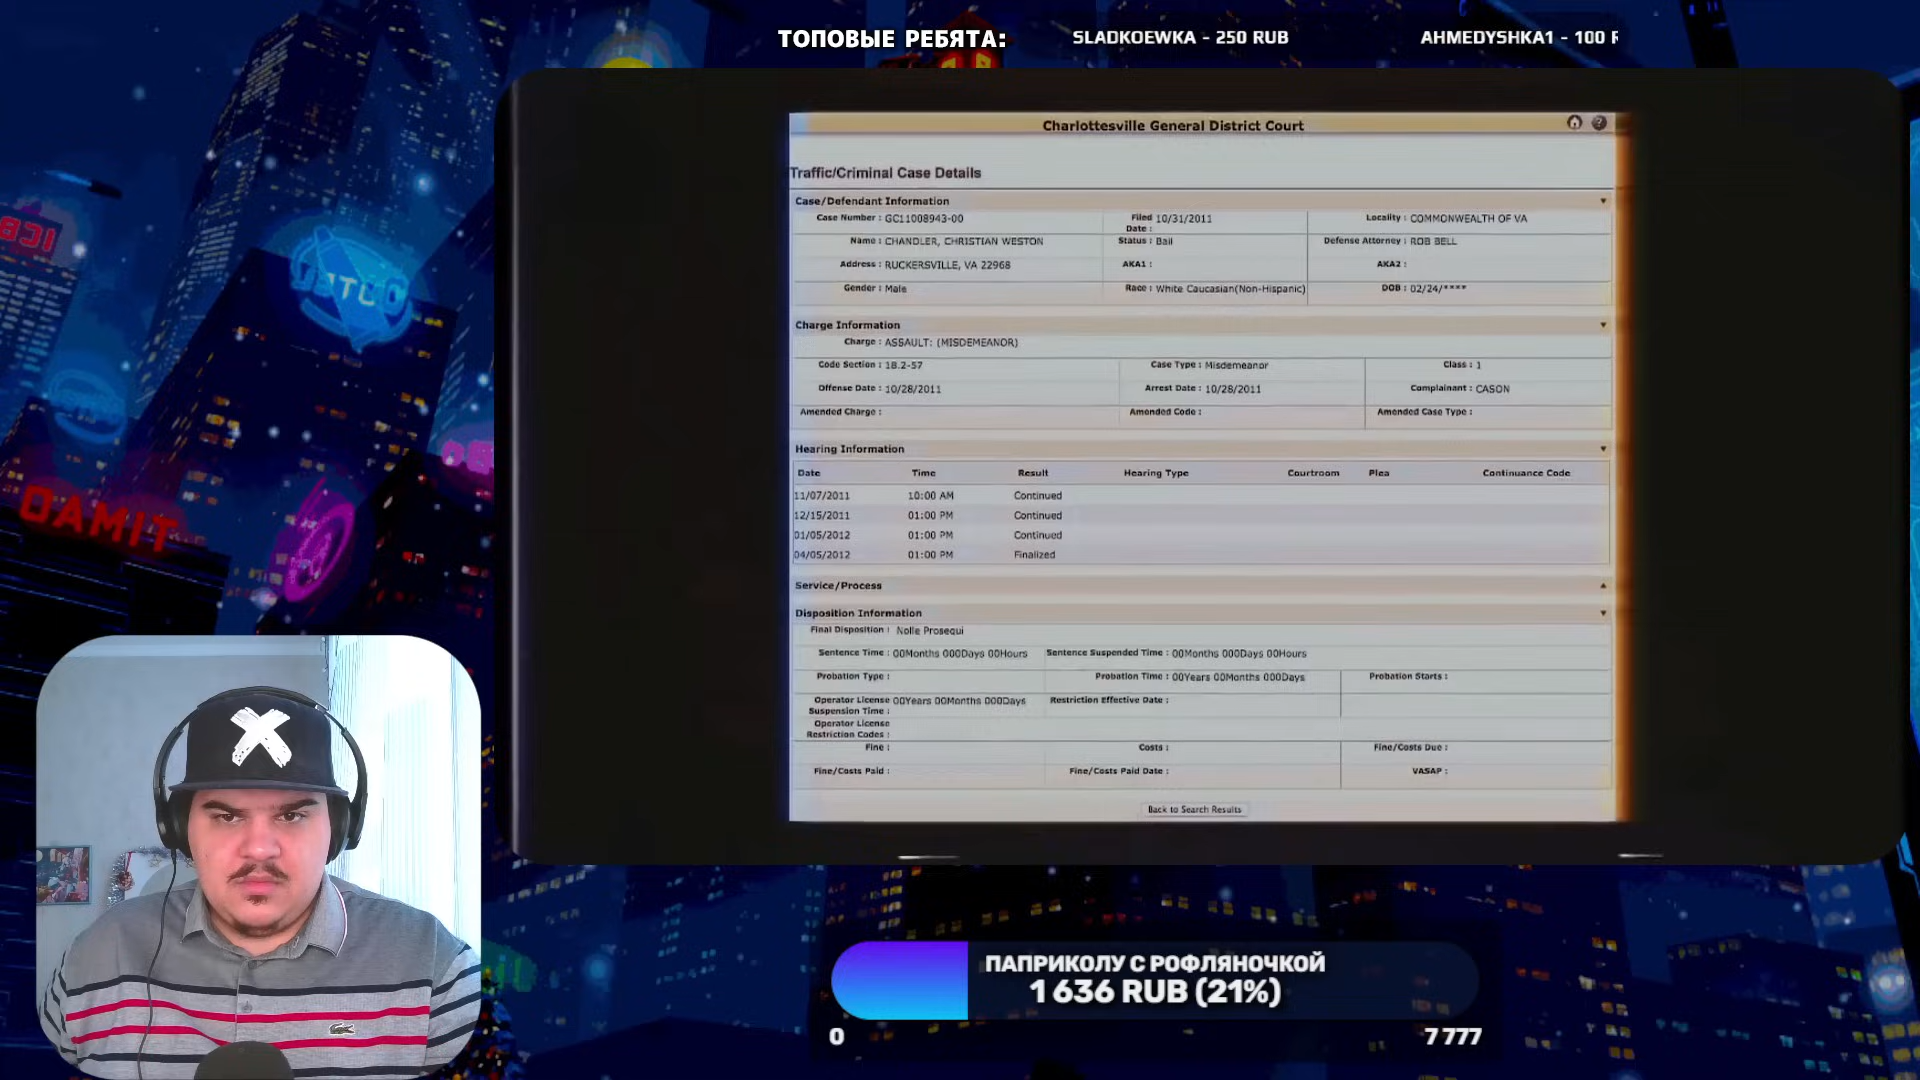 ТОПОВЫЕ РЕБЯТА: SLADKOEWKA - 250 RUB AHMEDYSHKA1 - 100 R
Charlottesville General District Court
Traffic/Criminal Case Details
Case/Defendant Information
Case Number : GC11008943-00 Filed Date : 10/31/2011 Locality : COMMONWEALTH OF VA
Name : CHANDLER, CHRISTIAN WESTON Status : Bail Defense Attorney : ROB BELL
Address : RUCKERSVILLE, VA 22968 AKA1 : AKA2 :
Gender : Male Race : White Caucasian(Non-Hispanic) DOB : 02/24/****
Charge Information
Charge : ASSAULT: (MISDEMEANOR)
Code Section : 18.2-57 Case Type : Misdemeanor Class : 1
Offense Date : 10/28/2011 Arrest Date : 10/28/2011 Complainant : CASON
Amended Charge : Amended Code : Amended Case Type :
Hearing Information
Date Time Result Hearing Type Courtroom Plea Continuance Code
11/07/2011 10:00 AM Continued
12/15/2011 01:00 PM Continued
01/05/2012 01:00 PM Continued
04/05/2012 01:00 PM Finalized
Service/Process
Disposition Information
Final Disposition : Nolle Prosequi
Sentence Time : 00Months 000Days 00Hours Sentence Suspended Time : 00Months 000Days 00Hours
Probation Type : Probation Time : 00Years 00Months 000Days Probation Starts :
Operator License Suspension Time : 00Years 00Months 000Days Restriction Effective Date :
Operator License Restriction Codes :
Fine : Costs : Fine/Costs Due :
Fine/Costs Paid : Fine/Costs Paid Date : VASAP :
Back to Search Results
DAMIT
ПАПРИКОЛУ С РОФЛЯНОЧКОЙ
1 636 RUB (21%)
0 7 777